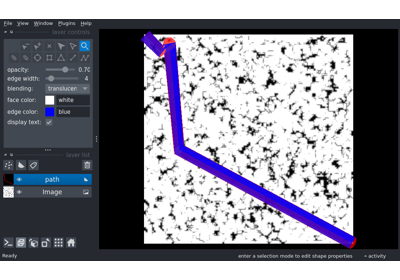 File View Window Plugins Help
layer controls
opacity: 0.70
edge width: 4
blending: translucen
face color: white
edge color: blue
display text:
layer list
path
Image
Ready enter a selection mode to edit shape properties activity